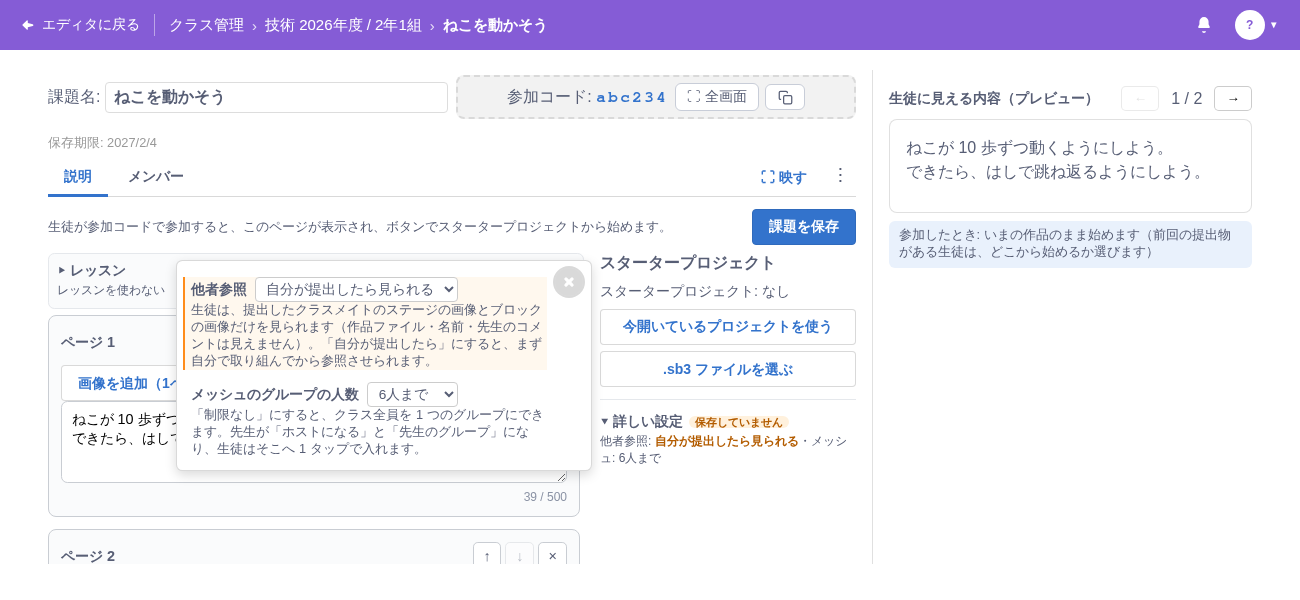 エディタに戻る
クラス管理 › 技術 2026年度 / 2年1組 › ねこを動かそう
?
課題名: ねこを動かそう
参加コード: abc234 全画面
保存期限: 2027/2/4
説明 メンバー
映す
生徒が参加コードで参加すると、このページが表示され、ボタンでスタータープロジェクトから始めます。
課題を保存
レッスン
レッスンを使わない
ページ 1
画像を追加（1
ねこが 10 歩ずつ
できたら、はし
39 / 500
ページ 2
↑ ↓ ×
他者参照 自分が提出したら見られる
生徒は、提出したクラスメイトのステージの画像とブロック
の画像だけを見られます（作品ファイル・名前・先生のコメ
ントは見えません）。「自分が提出したら」にすると、まず
自分で取り組んでから参照させられます。
メッシュのグループの人数 6人まで
「制限なし」にすると、クラス全員を 1 つのグループにでき
ます。先生が「ホストになる」と「先生のグループ」にな
り、生徒はそこへ 1 タップで入れます。
スタータープロジェクト
スタータープロジェクト: なし
今開いているプロジェクトを使う
.sb3 ファイルを選ぶ
詳しい設定 保存していません
他者参照: 自分が提出したら見られる・メッシ
ュ: 6人まで
生徒に見える内容（プレビュー）
← 1 / 2 →
ねこが 10 歩ずつ動くようにしよう。
できたら、はしで跳ね返るようにしよう。
参加したとき: いまの作品のまま始めます（前回の提出物
がある生徒は、どこから始めるか選びます）